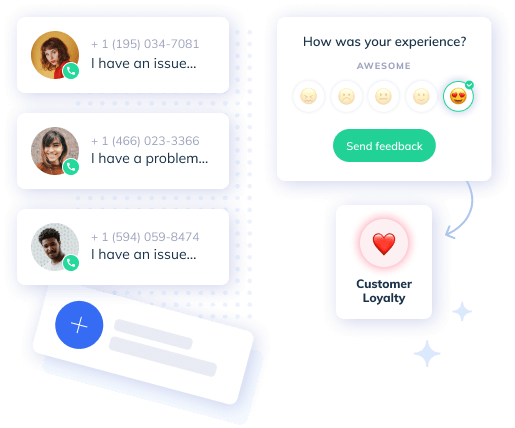 + 1 (195) 034-7081
I have an issue...
+ 1 (466) 023-3366
I have a problem...
+ 1 (594) 059-8474
I have an issue...
How was your experience?
AWESOME
Send feedback
Customer
Loyalty